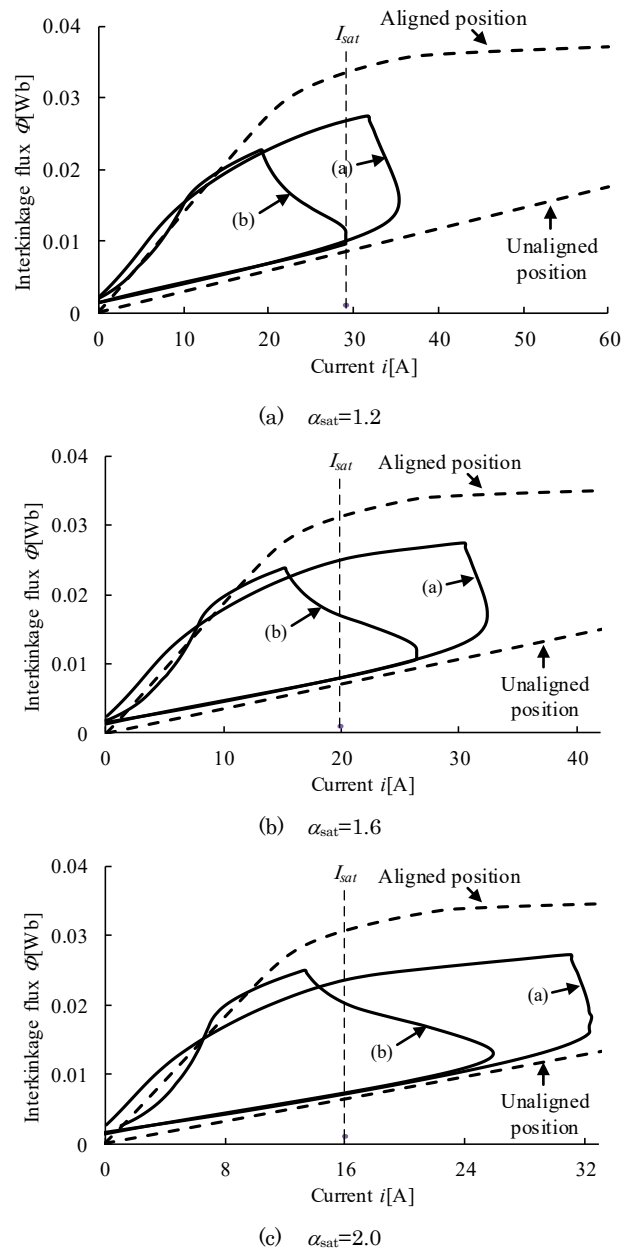 0.04
0.03
0.02
0.01
0
Interkinkage flux Φ[Wb]
I_sat
Aligned position
(a)
(b)
Unaligned
position
0 10 20 30 40 50 60
Current i[A]
(a) α_sat=1.2
0.04
0.03
0.02
0.01
0
Interkinkage flux Φ[Wb]
I_sat
Aligned position
(a)
(b)
Unaligned
position
0 10 20 30 40
Current i[A]
(b) α_sat=1.6
0.04
0.03
0.02
0.01
0
Interkinkage flux Φ[Wb]
I_sat
Aligned position
(a)
(b)
Unaligned
position
0 8 16 24 32
Current i[A]
(c) α_sat=2.0